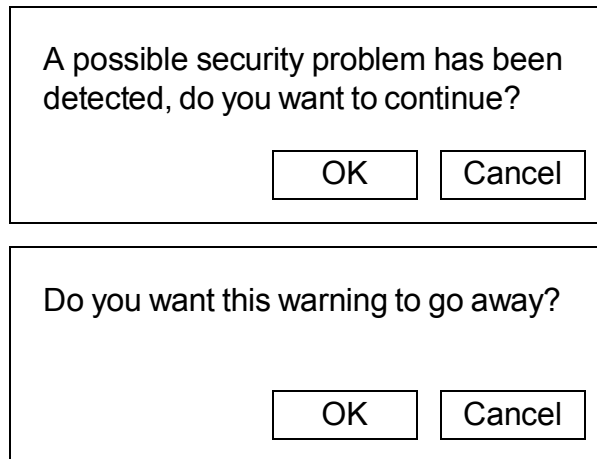 A possible security problem has been
detected, do you want to continue?
OK Cancel
Do you want this warning to go away?
OK Cancel